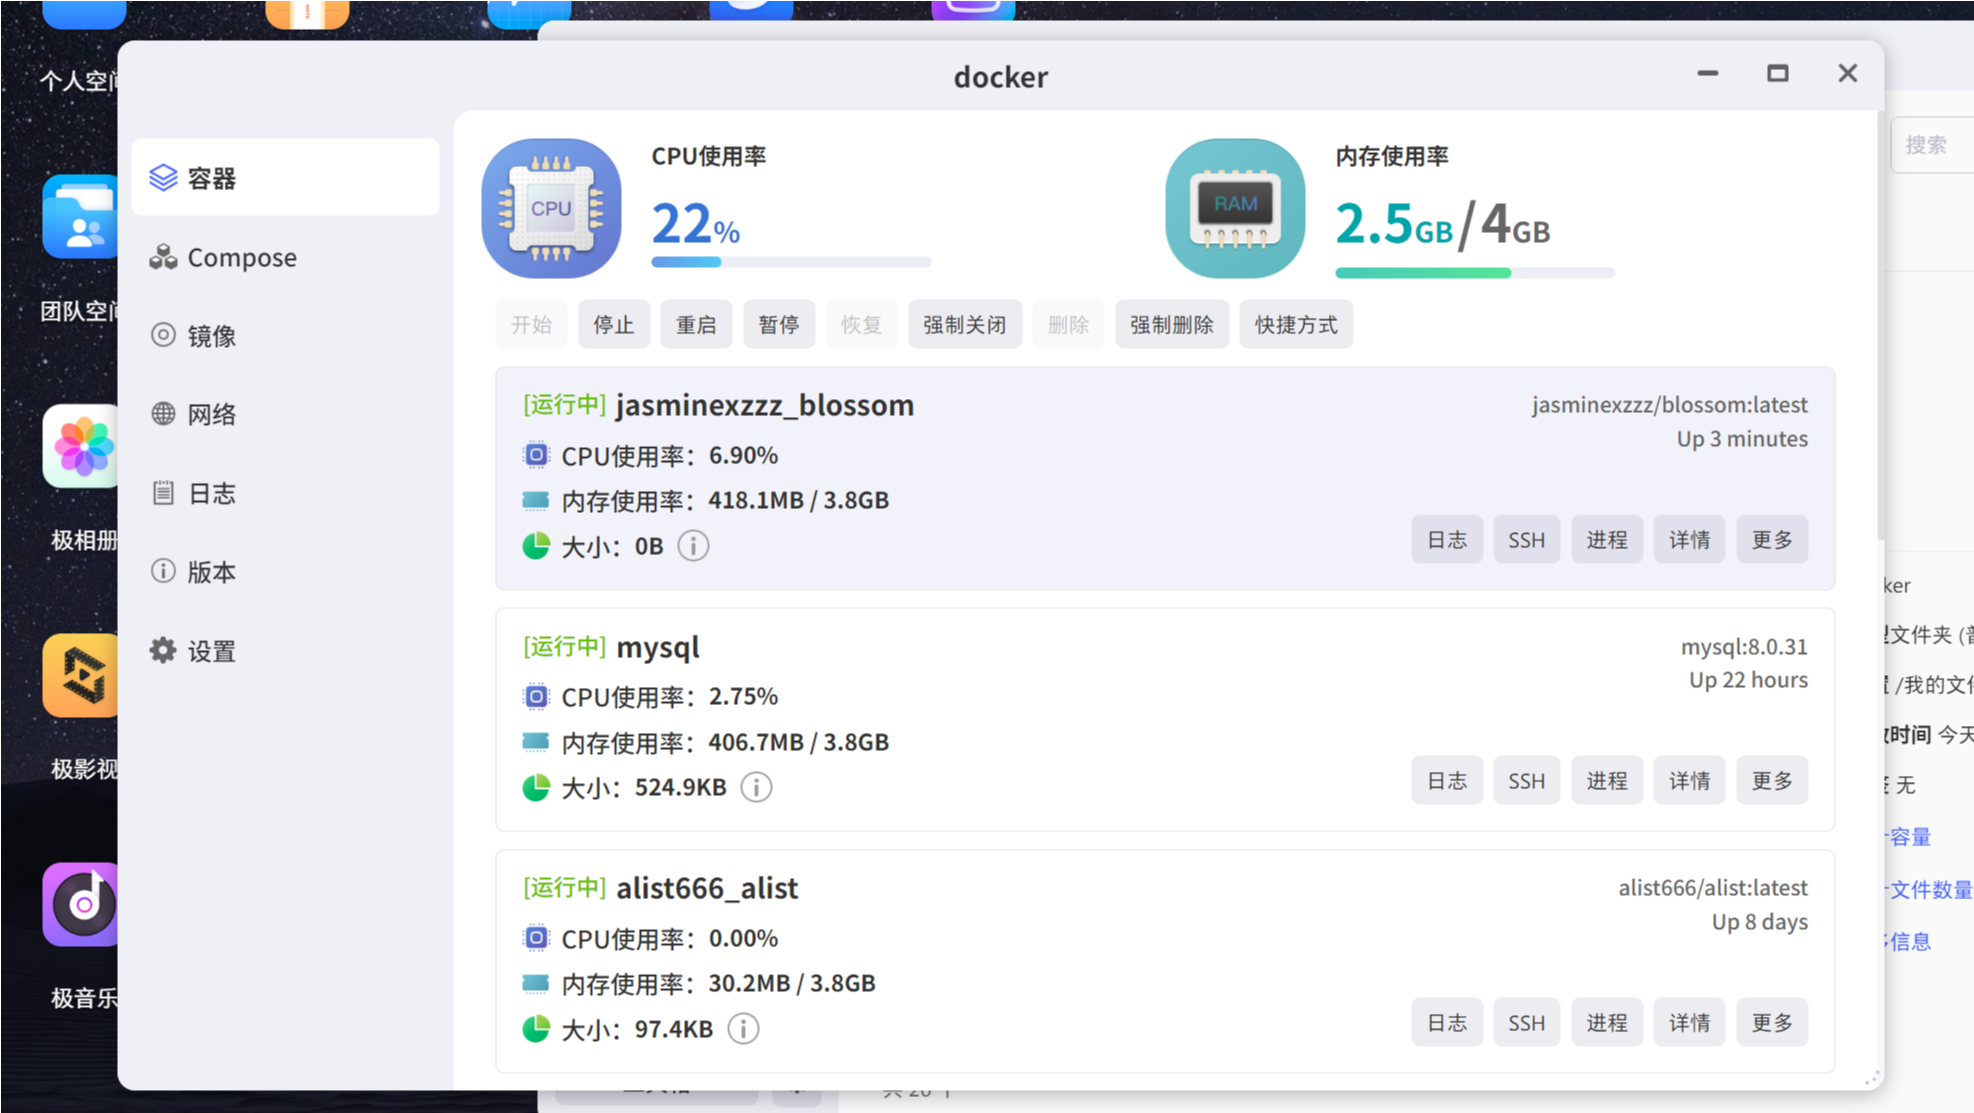 docker
个人空间
团队空间
极相册
极影视
极音乐
容器
Compose
镜像
网络
日志
版本
设置
CPU
CPU使用率
22%
RAM
内存使用率
2.5GB/4GB
开始 停止 重启 暂停 恢复 强制关闭 删除 强制删除 快捷方式
[运行中] jasminexzzz_blossom
jasminexzzz/blossom:latest
Up 3 minutes
CPU使用率：6.90%
内存使用率：418.1MB / 3.8GB
大小：0B
日志 SSH 进程 详情 更多
[运行中] mysql
mysql:8.0.31
Up 22 hours
CPU使用率：2.75%
内存使用率：406.7MB / 3.8GB
大小：524.9KB
日志 SSH 进程 详情 更多
[运行中] alist666_alist
alist666/alist:latest
Up 8 days
CPU使用率：0.00%
内存使用率：30.2MB / 3.8GB
大小：97.4KB
日志 SSH 进程 详情 更多
搜索
ker
文件夹 (
/我的文件
时间 今天
无
容量
文件数量
信息